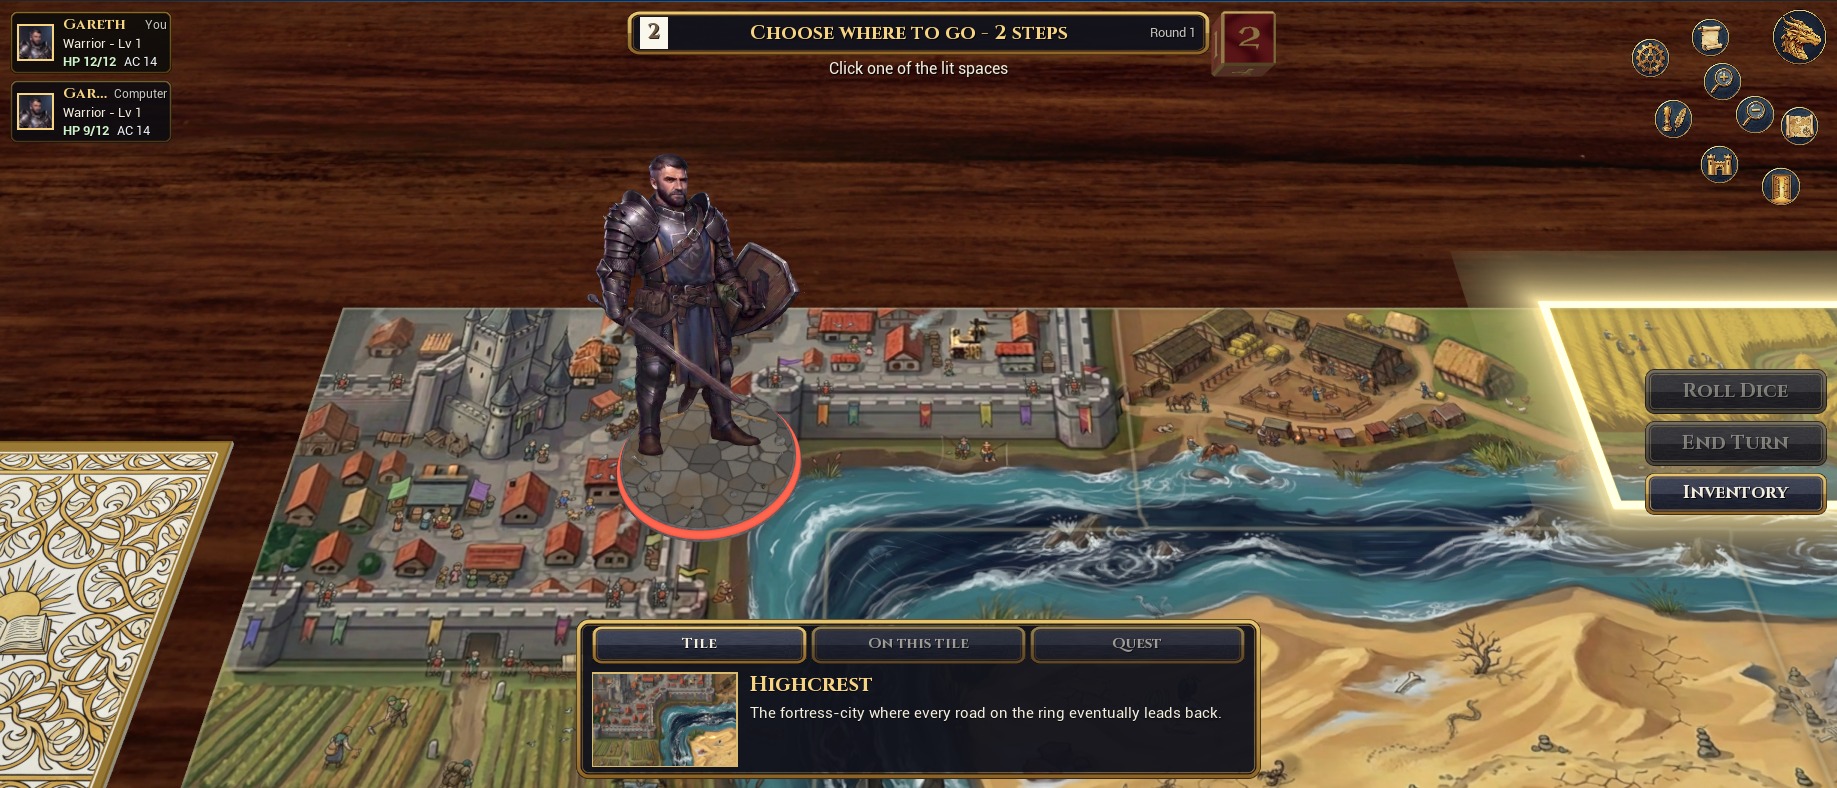 GARETH You
Warrior - Lv 1
HP 12/12 AC 14
GAR... Computer
Warrior - Lv 1
HP 9/12 AC 14
2 CHOOSE WHERE TO GO - 2 STEPS Round 1
2
Click one of the lit spaces
ROLL DICE
END TURN
INVENTORY
TILE ON THIS TILE QUEST
HIGHCREST
The fortress-city where every road on the ring eventually leads back.